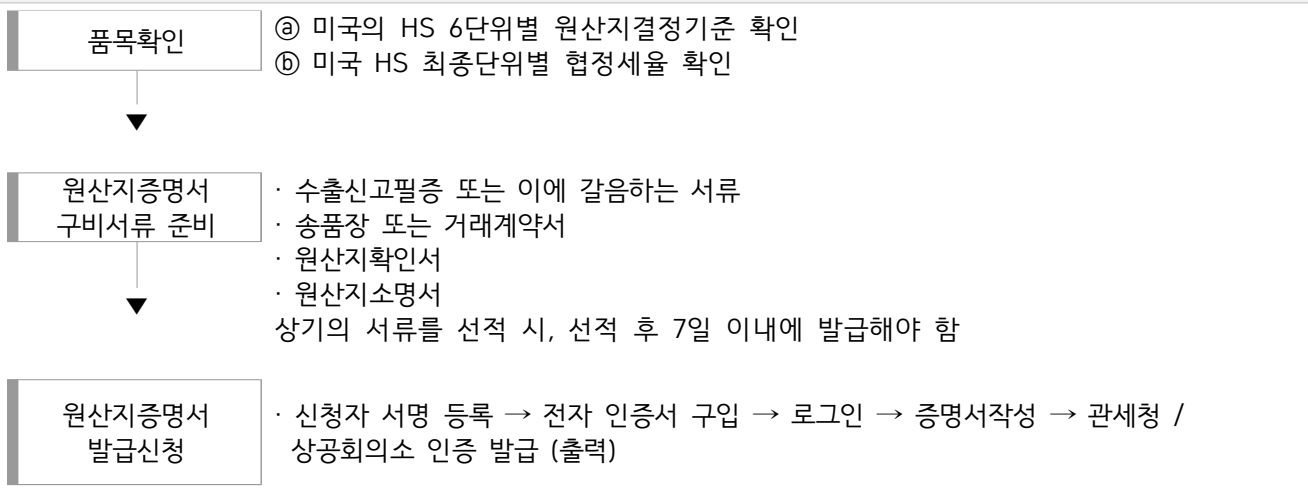 품목확인
ⓐ 미국의 HS 6단위별 원산지결정기준 확인
ⓑ 미국 HS 최종단위별 협정세율 확인
원산지증명서
구비서류 준비
· 수출신고필증 또는 이에 갈음하는 서류
· 송품장 또는 거래계약서
· 원산지확인서
· 원산지소명서
상기의 서류를 선적 시, 선적 후 7일 이내에 발급해야 함
원산지증명서
발급신청
· 신청자 서명 등록 → 전자 인증서 구입 → 로그인 → 증명서작성 → 관세청 /
상공회의소 인증 발급 (출력)